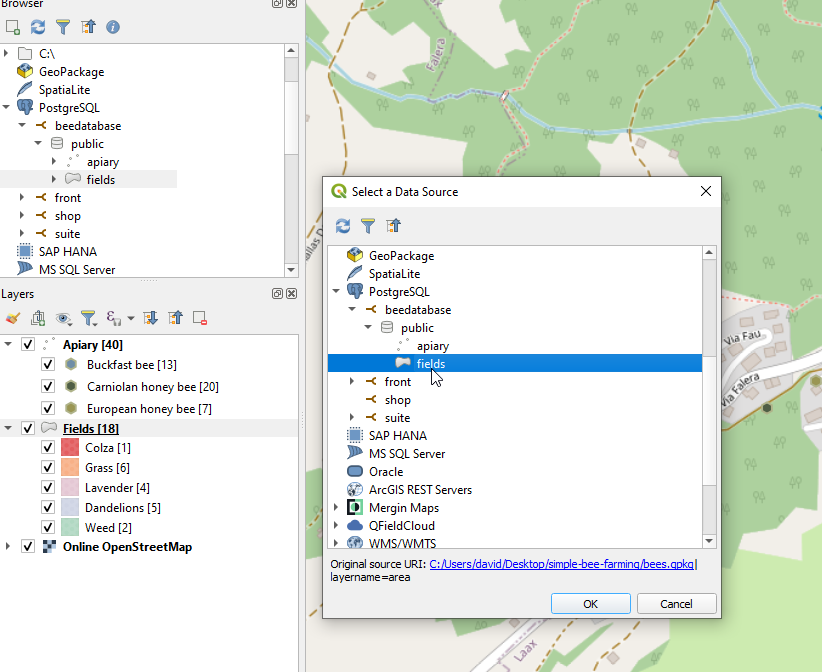 Browser
C:\
GeoPackage
SpatiaLite
PostgreSQL
beedatabase
public
apiary
fields
front
shop
suite
SAP HANA
MS SQL Server
Layers
Apiary [40]
Buckfast bee [13]
Carniolan honey bee [20]
European honey bee [7]
Fields [18]
Colza [1]
Grass [6]
Lavender [4]
Dandelions [5]
Weed [2]
Online OpenStreetMap
Falera
Select a Data Source
GeoPackage
SpatiaLite
PostgreSQL
beedatabase
public
apiary
fields
front
shop
suite
SAP HANA
MS SQL Server
Oracle
ArcGIS REST Servers
Mergin Maps
QFieldCloud
WMS/WMTS
Original source URI: C:/Users/david/Desktop/simple-bee-farming/bees.gpkg|
layername=area
OK
Cancel
Via Fau
Via Falera
Laax